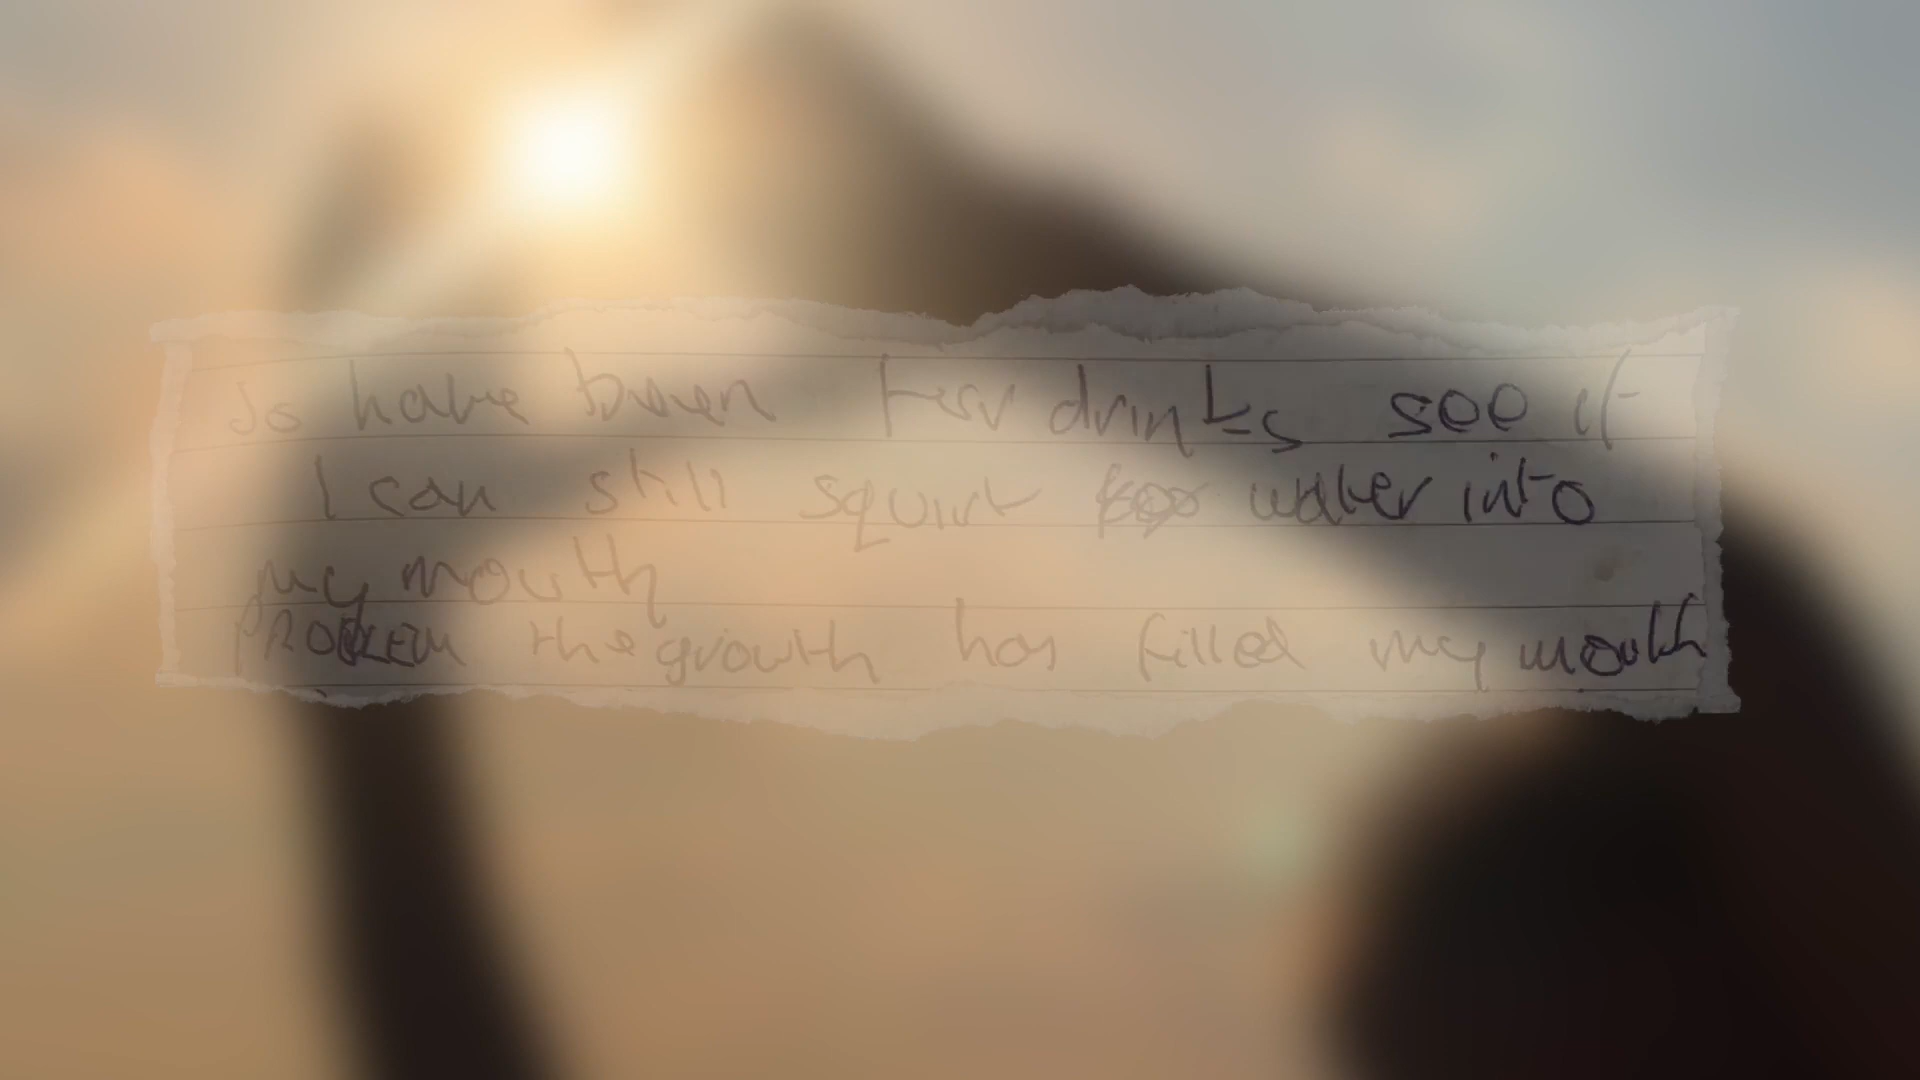 So have been test drinks see if
I can still squirt water into
my mouth
PROBLEM the growth has filled my mouth